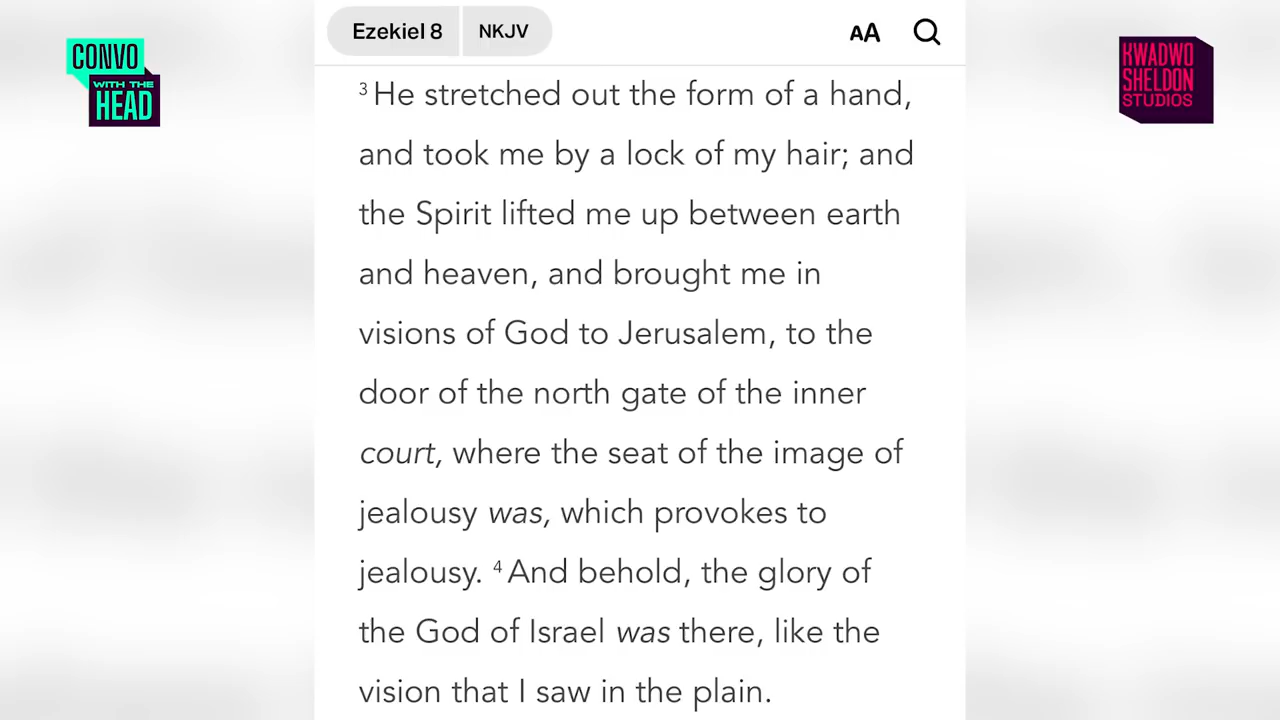 Ezekiel 8 NKJV AA
CONVO
WITH THE
HEAD
KWADWO
SHELDON
STUDIOS
3 He stretched out the form of a hand,
and took me by a lock of my hair; and
the Spirit lifted me up between earth
and heaven, and brought me in
visions of God to Jerusalem, to the
door of the north gate of the inner
court, where the seat of the image of
jealousy was, which provokes to
jealousy. 4 And behold, the glory of
the God of Israel was there, like the
vision that I saw in the plain.